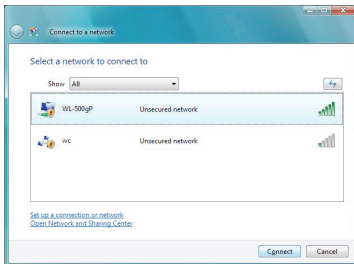 Connect to a network
Select a network to connect to
Show All
WL-500gP Unsecured network
wc Unsecured network
Set up a connection or network
Open Network and Sharing Center
Connect Cancel